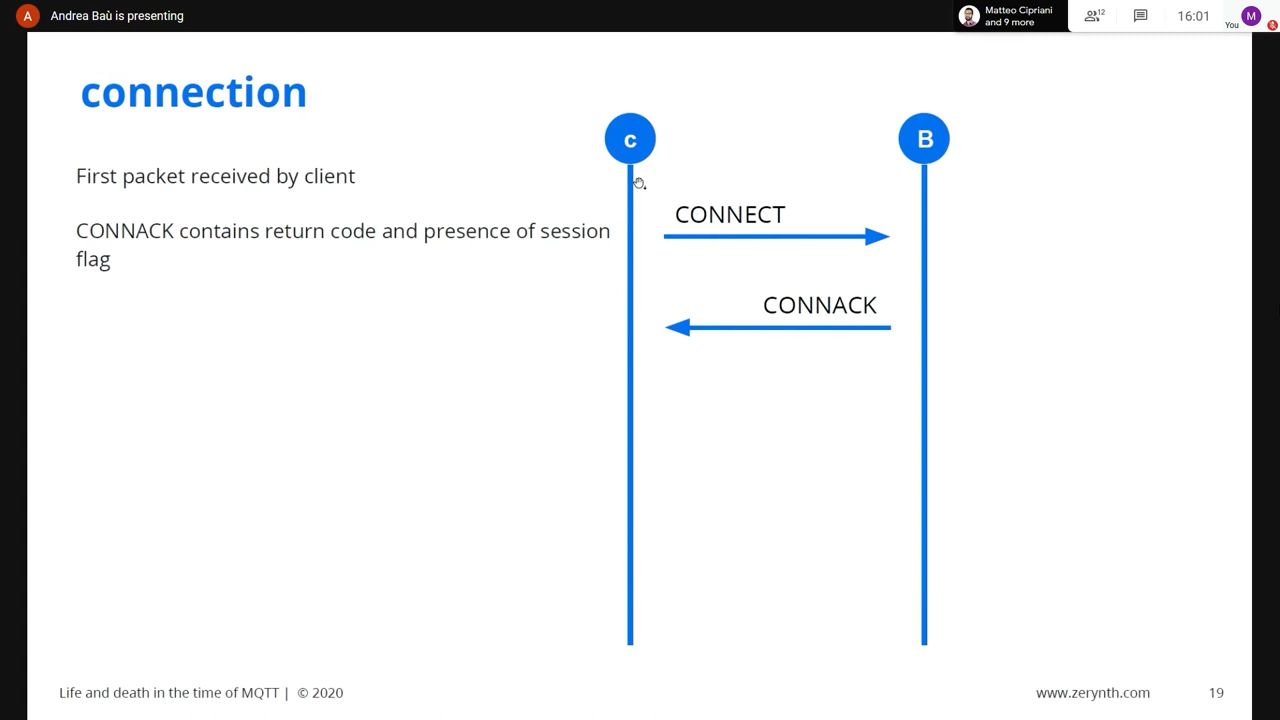 A Andrea Baù is presenting
Matteo Cipriani
and 9 more
12
16:01
You
M
connection
c
B
First packet received by client
CONNECT
CONNACK contains return code and presence of session
flag
CONNACK
Life and death in the time of MQTT | © 2020
www.zerynth.com
19